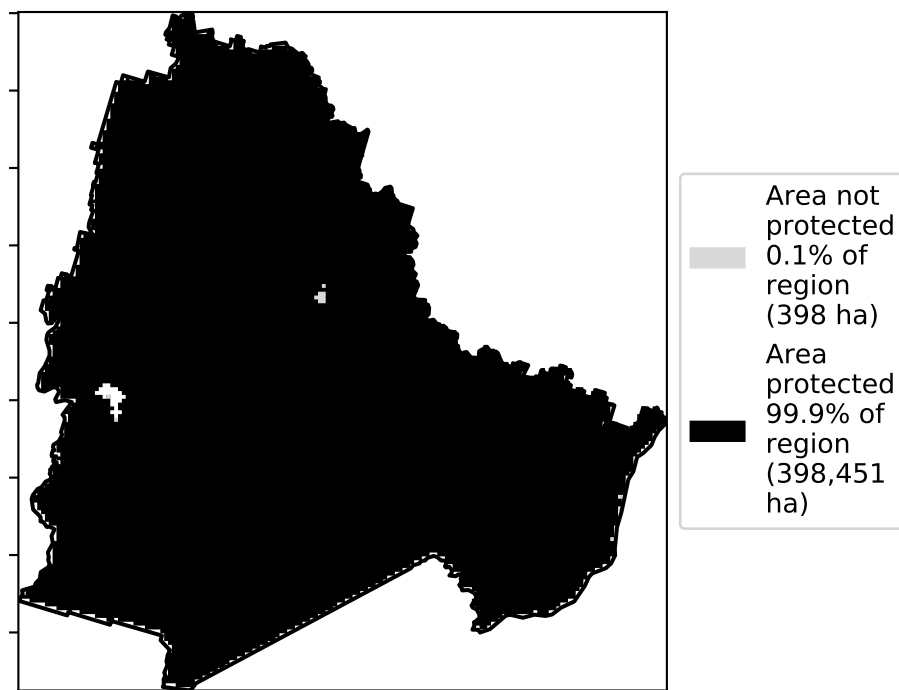 Area not
protected
0.1% of
region
(398 ha)
Area
protected
99.9% of
region
(398,451
ha)